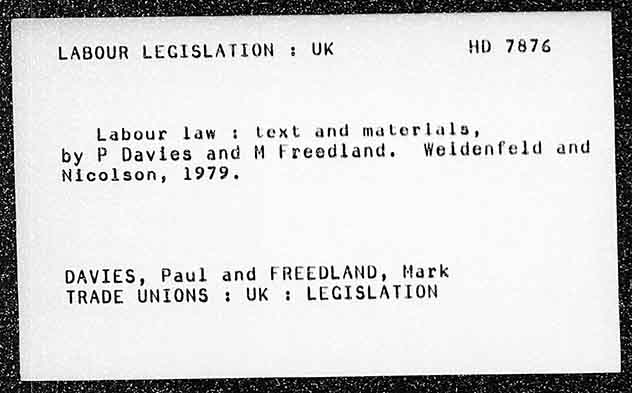 LABOUR LEGISLATION : UK HD 7876
Labour law : text and materials,
by P Davies and M Freedland. Weidenfeld and
Nicolson, 1979.
DAVIES, Paul and FREEDLAND, Mark
TRADE UNIONS : UK : LEGISLATION